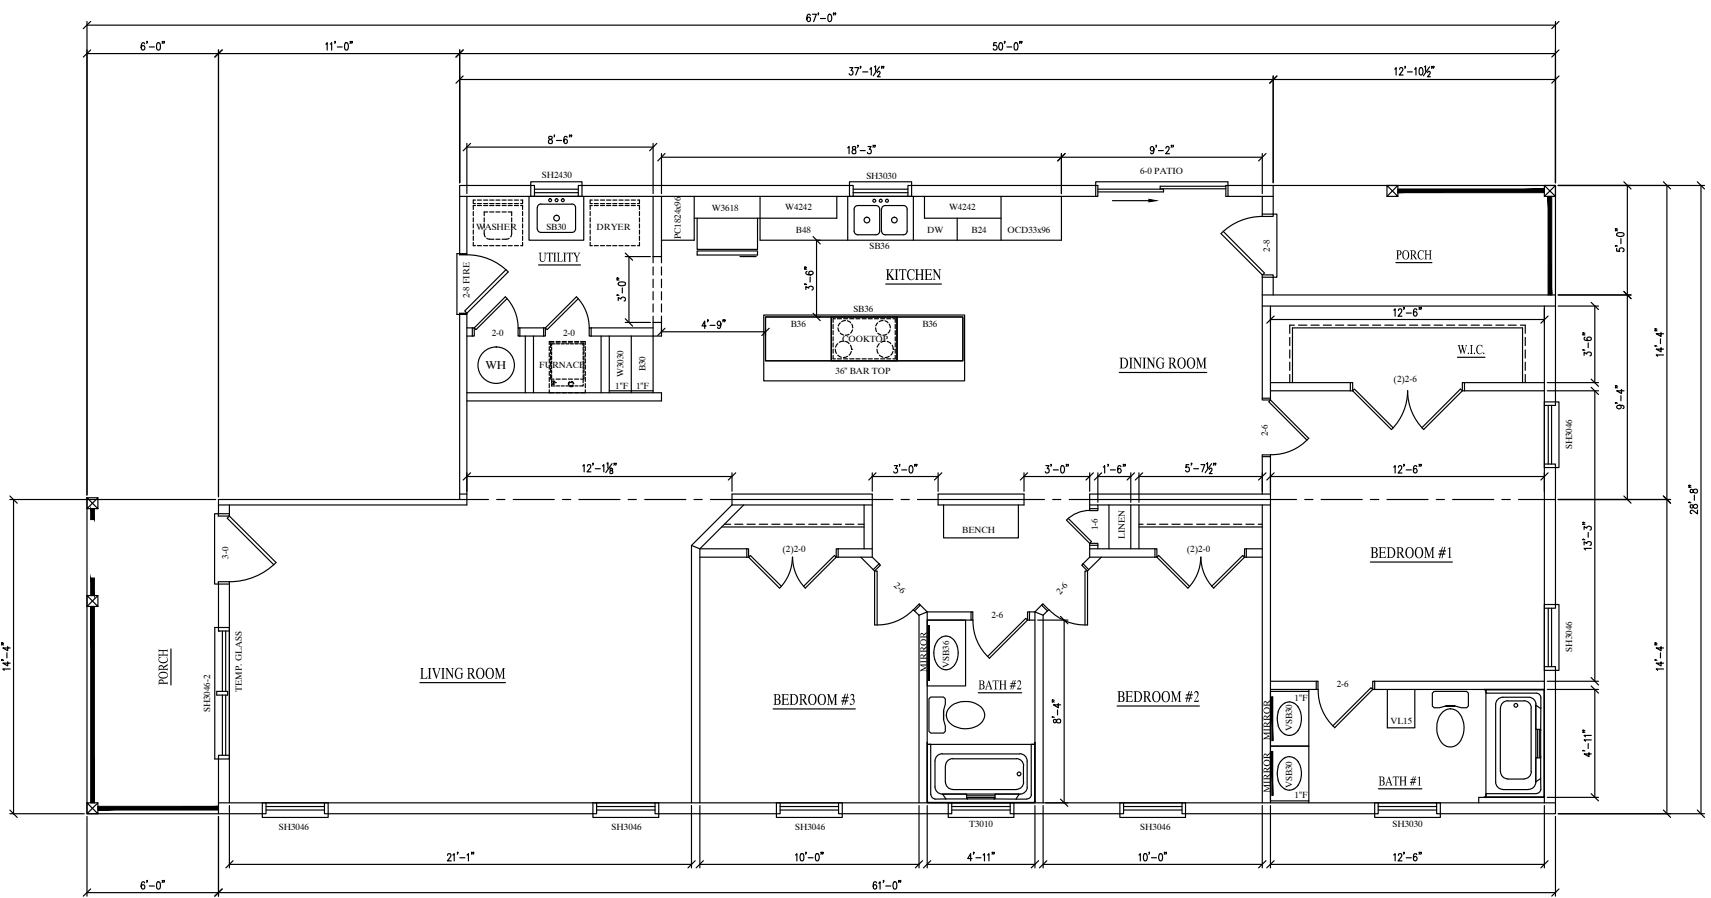 67'-0"
6'-0"
11'-0"
50'-0"
37'-1½"
12'-10½"
8'-6"
18'-3"
9'-2"
SH2430
SH3030
6-0 PATIO
WASHER
SB30
DRYER
UTILITY
2-8 FIRE
3'-0"
2-0
2-0
WH
FURNACE
W3030
B30
1"F
1"F
PC1824x96
W3618
W4242
B48
SB36
W4242
DW
B24
OCD33x96
KITCHEN
3'-6"
4'-9"
SB36
B36
B36
COOKTOP
36" BAR TOP
DINING ROOM
2-8
PORCH
5'-0"
12'-6"
W.I.C.
3'-6"
(2)2-6
9'-4"
14'-4"
28'-8"
2-6
SH3046
12'-1⅛"
3'-0"
3'-0"
1'-6"
5'-7½"
12'-6"
BENCH
1-6
LINEN
3-0
(2)2-0
(2)2-0
BEDROOM #1
13'-3"
2-6
2-6
2-6
SH3046
14'-4"
PORCH
SH3046-2
TEMP. GLASS
LIVING ROOM
BEDROOM #3
MIRROR
VSB36
BATH #2
8'-4"
BEDROOM #2
2-6
MIRROR
VSB30
1"F
MIRROR
VSB30
1"F
VL15
BATH #1
4'-11"
14'-4"
SH3046
SH3046
SH3046
T3010
SH3046
SH3030
21'-1"
10'-0"
4'-11"
10'-0"
12'-6"
6'-0"
61'-0"